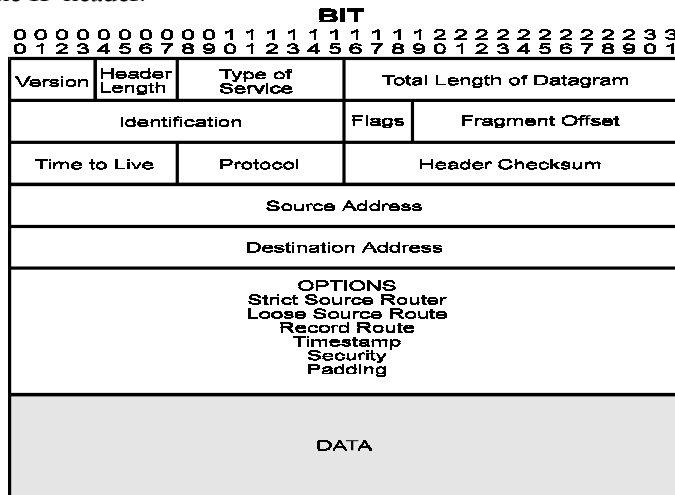 IP header.
BIT
0 0 0 0 0 0 0 0 0 0 1 1 1 1 1 1 1 1 1 1 2 2 2 2 2 2 2 2 2 2 3 3
0 1 2 3 4 5 6 7 8 9 0 1 2 3 4 5 6 7 8 9 0 1 2 3 4 5 6 7 8 9 0 1
Version
Header
Length
Type of
Service
Total Length of Datagram
Identification
Flags
Fragment Offset
Time to Live
Protocol
Header Checksum
Source Address
Destination Address
OPTIONS
Strict Source Router
Loose Source Route
Record Route
Timestamp
Security
Padding
DATA